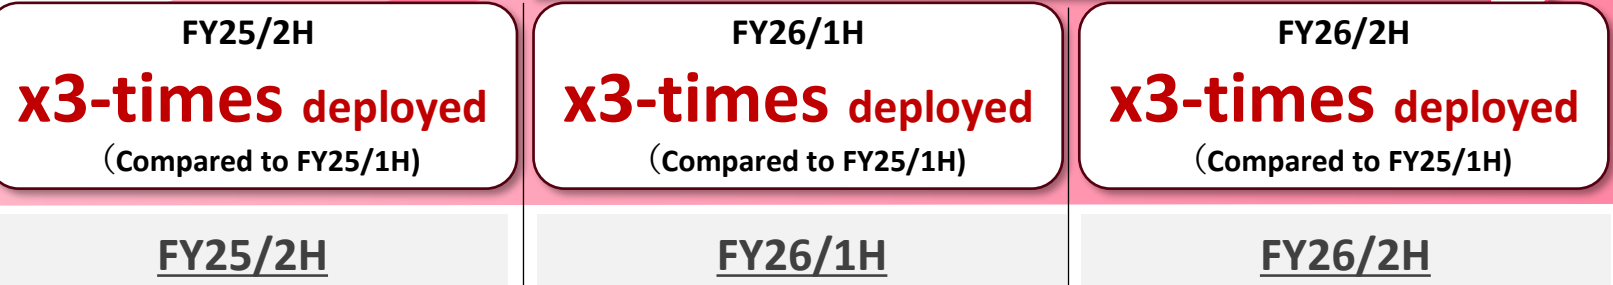 FY25/2H
x3-times deployed
（Compared to FY25/1H)
FY26/1H
x3-times deployed
（Compared to FY25/1H)
FY26/2H
x3-times deployed
（Compared to FY25/1H)
FY25/2H
FY26/1H
FY26/2H